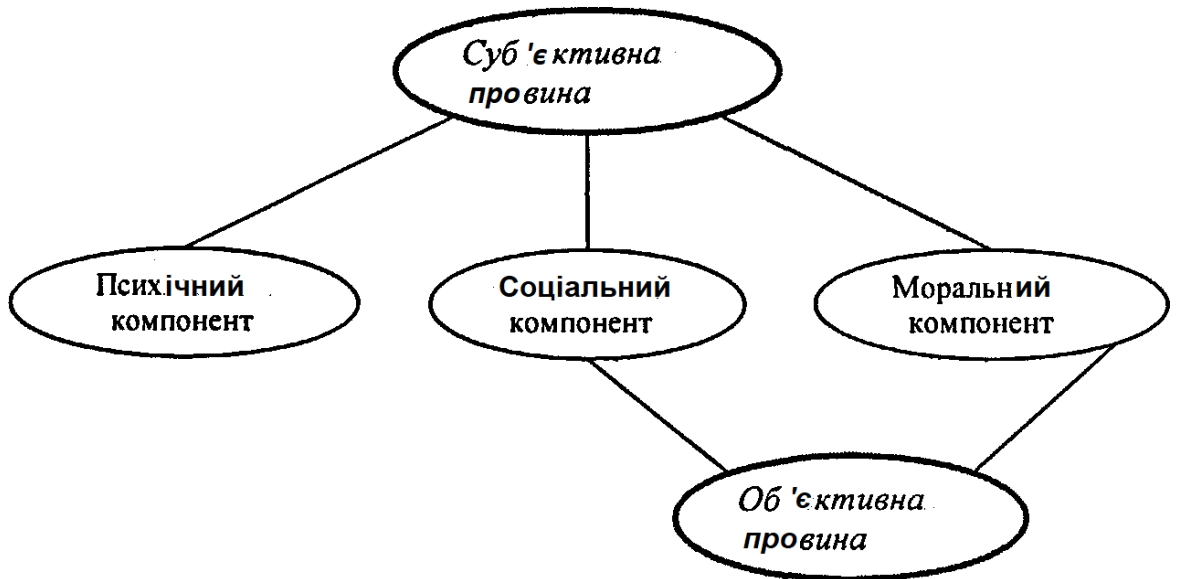 Суб'єктивна
провина
Психічний
компонент
Соціальний
компонент
Моральний
компонент
Об'єктивна
провина